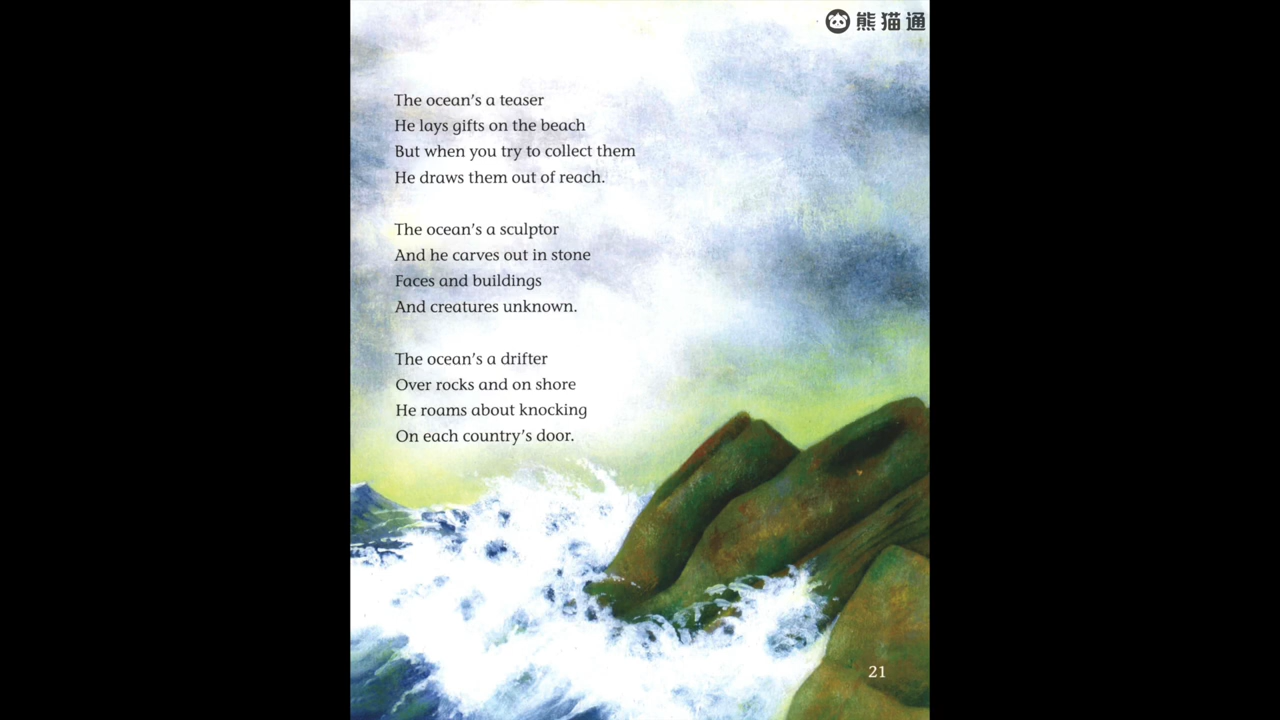 熊猫通
The ocean's a teaser
He lays gifts on the beach
But when you try to collect them
He draws them out of reach.
The ocean's a sculptor
And he carves out in stone
Faces and buildings
And creatures unknown.
The ocean's a drifter
Over rocks and on shore
He roams about knocking
On each country's door.
21